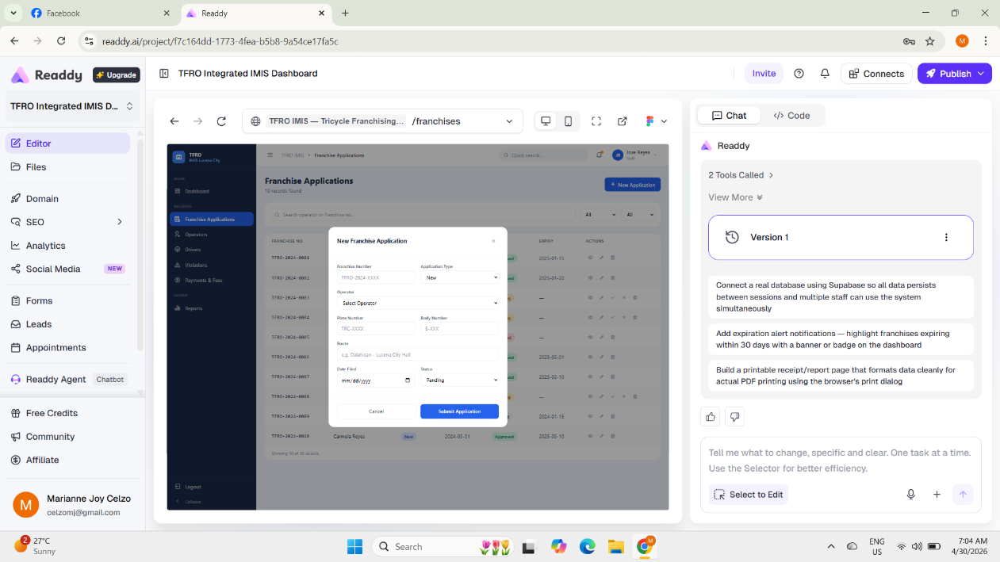 Facebook
Readdy
readdy.ai/project/f7c164dd-1773-4fea-b5b8-9a54ce17fa5c
M
Readdy
Upgrade
TFRO Integrated IMIS D...
Editor
Files
Domain
SEO
Analytics
Social Media NEW
Forms
Leads
Appointments
Readdy Agent Chatbot
Free Credits
Community
Affiliate
M
Marianne Joy Celzo
celzomj@gmail.com
TFRO Integrated IMIS Dashboard
Invite
Connects
Publish
TFRO IMIS — Tricycle Franchising... /franchises
TFRO
IMIS Lucena City
Dashboard
RECORDS
Franchise Applications
Operators
Drivers
Violations
Payments & Fees
ADMIN
Reports
Logout
Collapse
TFRO IMIS > Franchise Applications
Quick search...
JR
Jose Reyes
Staff
Franchise Applications
10 records found
+ New Application
Search operator or franchise no...
All
All
FRANCHISE NO.
EXPIRY
ACTIONS
TFRO-2024-0001
2025-01-15
TFRO-2024-0002
2025-01-20
TFRO-2024-0003
—
TFRO-2024-0004
—
TFRO-2024-0005
—
TFRO-2024-0006
2025-03-01
TFRO-2024-0007
2025-02-10
TFRO-2024-0008
—
TFRO-2024-0009
2024-01-15
TFRO-2024-0010 Carmela Reyes New 2024-03-01 Approved 2025-03-10
Showing 10 of 10 records
New Franchise Application
Franchise Number
TFRO-2024-XXXX
Application Type
New
Operator
Select Operator
Plate Number
TRC-XXXX
Body Number
B-XXX
Route
e.g. Dalahican - Lucena City Hall
Date Filed
mm/dd/yyyy
Status
Pending
Cancel
Submit Application
Chat
</> Code
Readdy
2 Tools Called
View More
Version 1
Connect a real database using Supabase so all data persists
between sessions and multiple staff can use the system
simultaneously
Add expiration alert notifications — highlight franchises expiring
within 30 days with a banner or badge on the dashboard
Build a printable receipt/report page that formats data cleanly for
actual PDF printing using the browser's print dialog
Tell me what to change, specific and clear. One task at a time.
Use the Selector for better efficiency.
Select to Edit
2
27°C
Sunny
Search
M
ENG
US
7:04 AM
4/30/2026